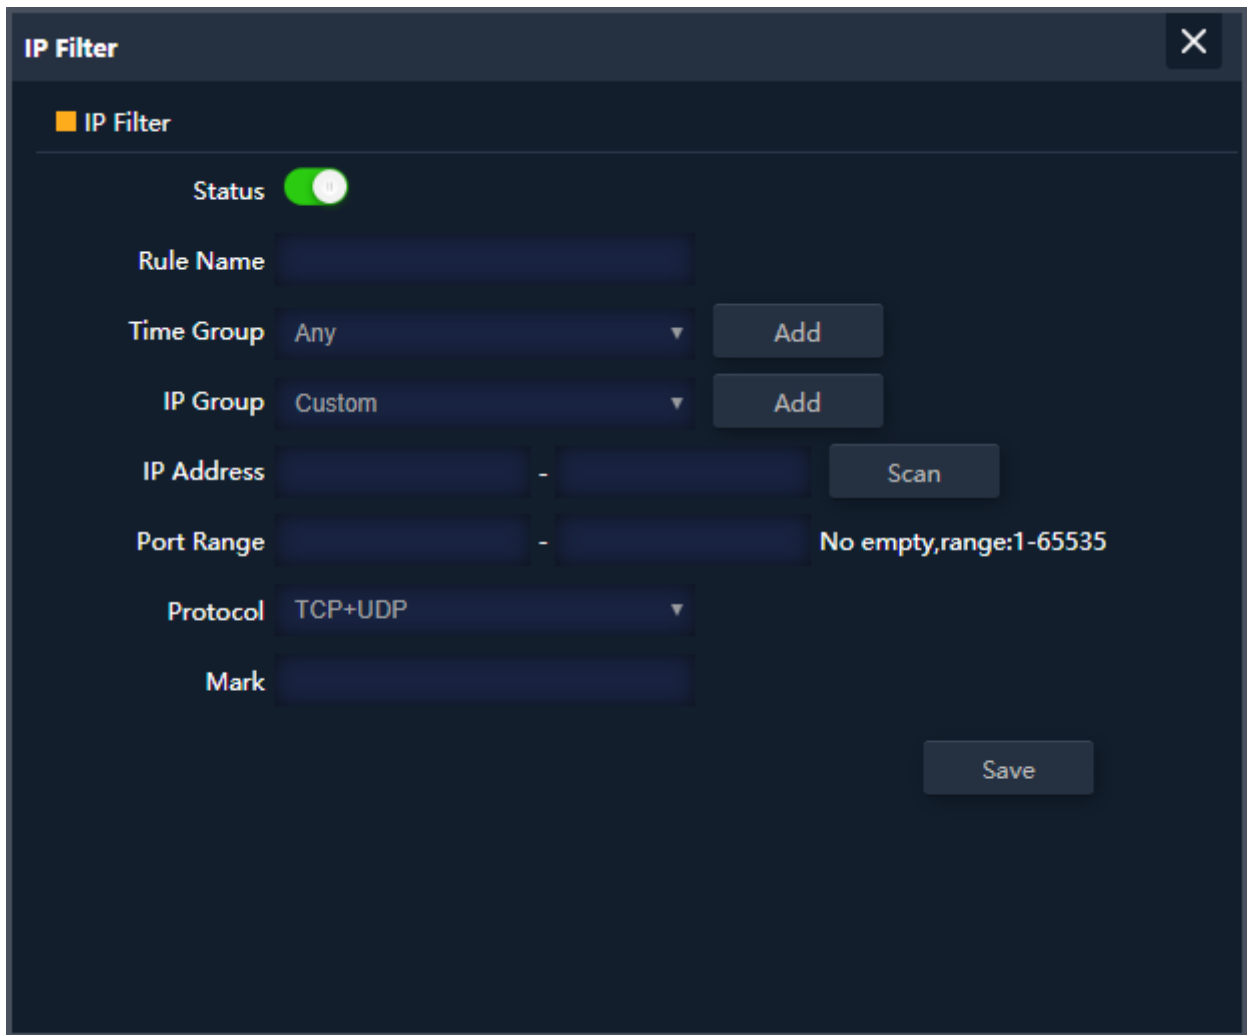 IP Filter
IP Filter
Status
Rule Name
Time Group Any Add
IP Group Custom Add
IP Address - Scan
Port Range - No empty,range:1-65535
Protocol TCP+UDP
Mark
Save